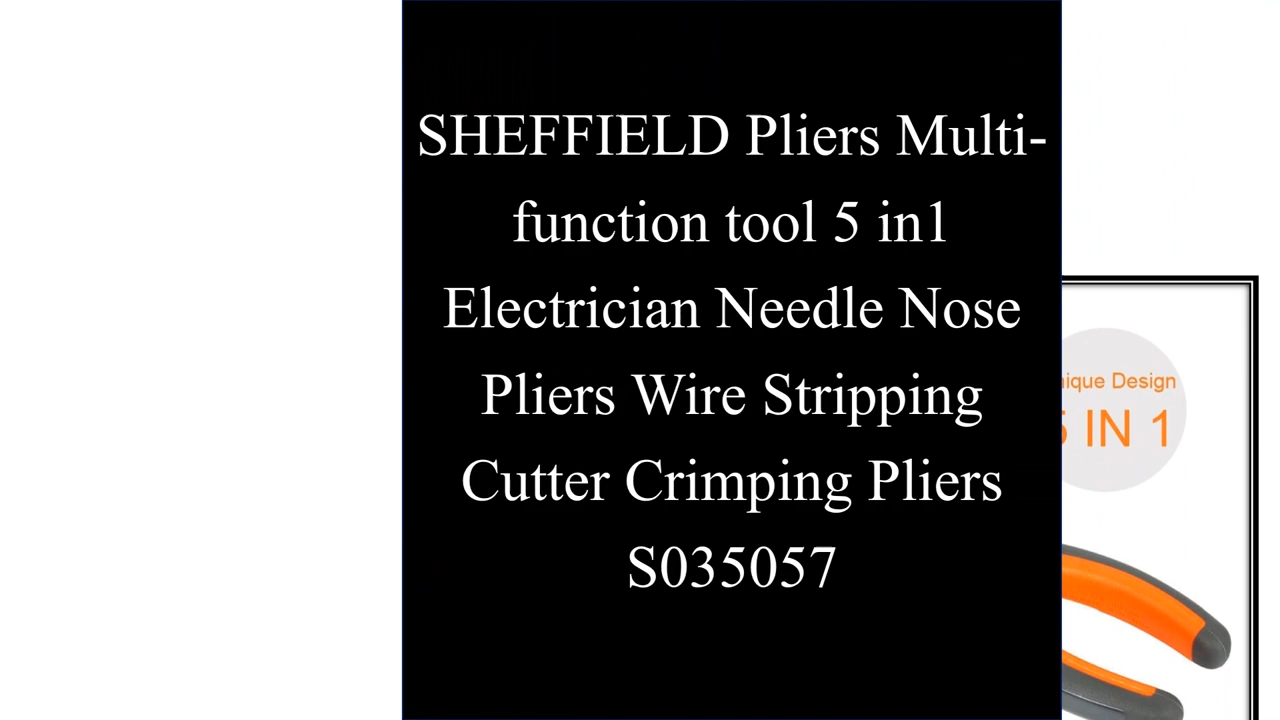 SHEFFIELD Pliers Multi-
function tool 5 in1
Electrician Needle Nose
Pliers Wire Stripping
Cutter Crimping Pliers
S035057
Design
IN 1